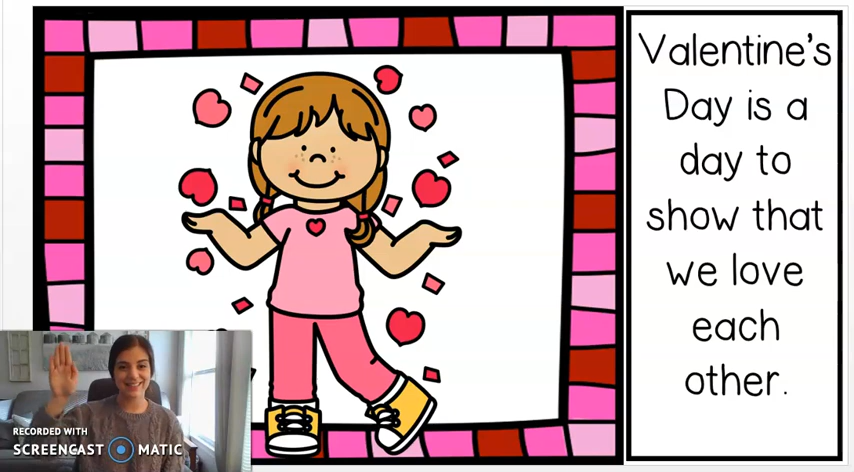 Valentine's
Day is a
day to
show that
we love
each
other.
RECORDED WITH
SCREENCAST MATIC